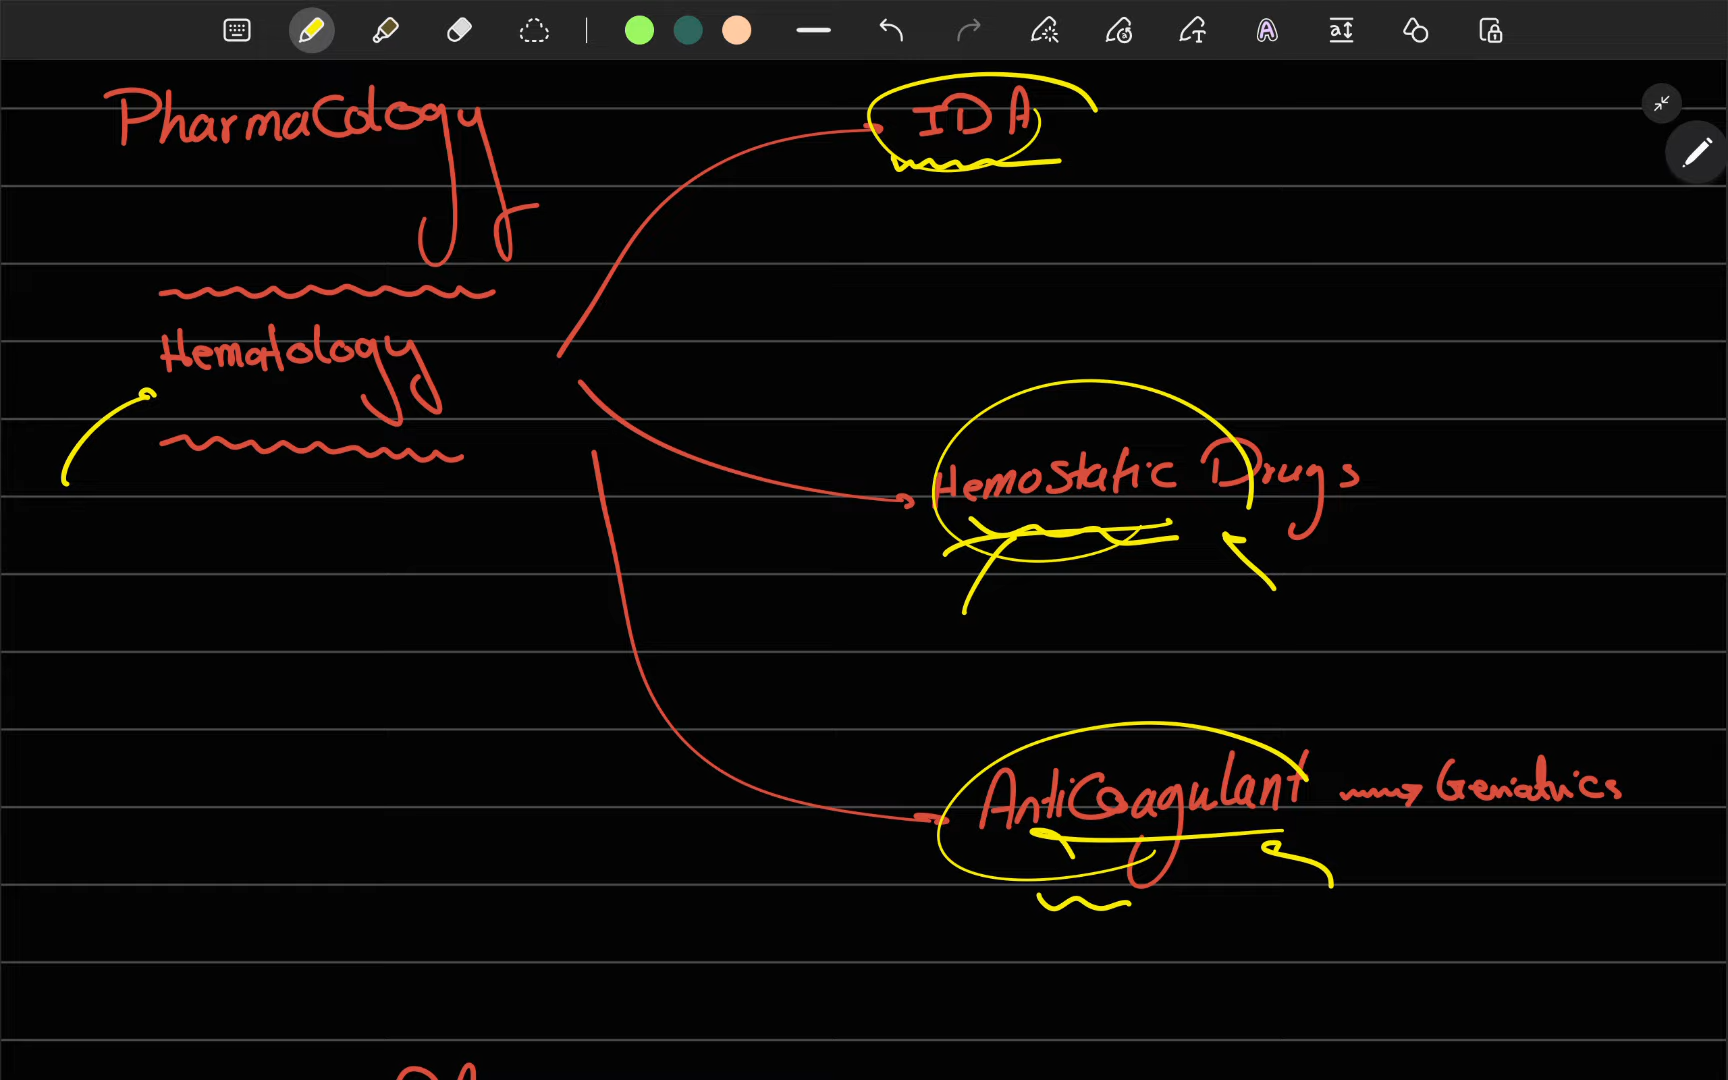 PharmaCology
IDA
Hematology
Hemostatic Drugs
AntiCoagulant → Geriatrics